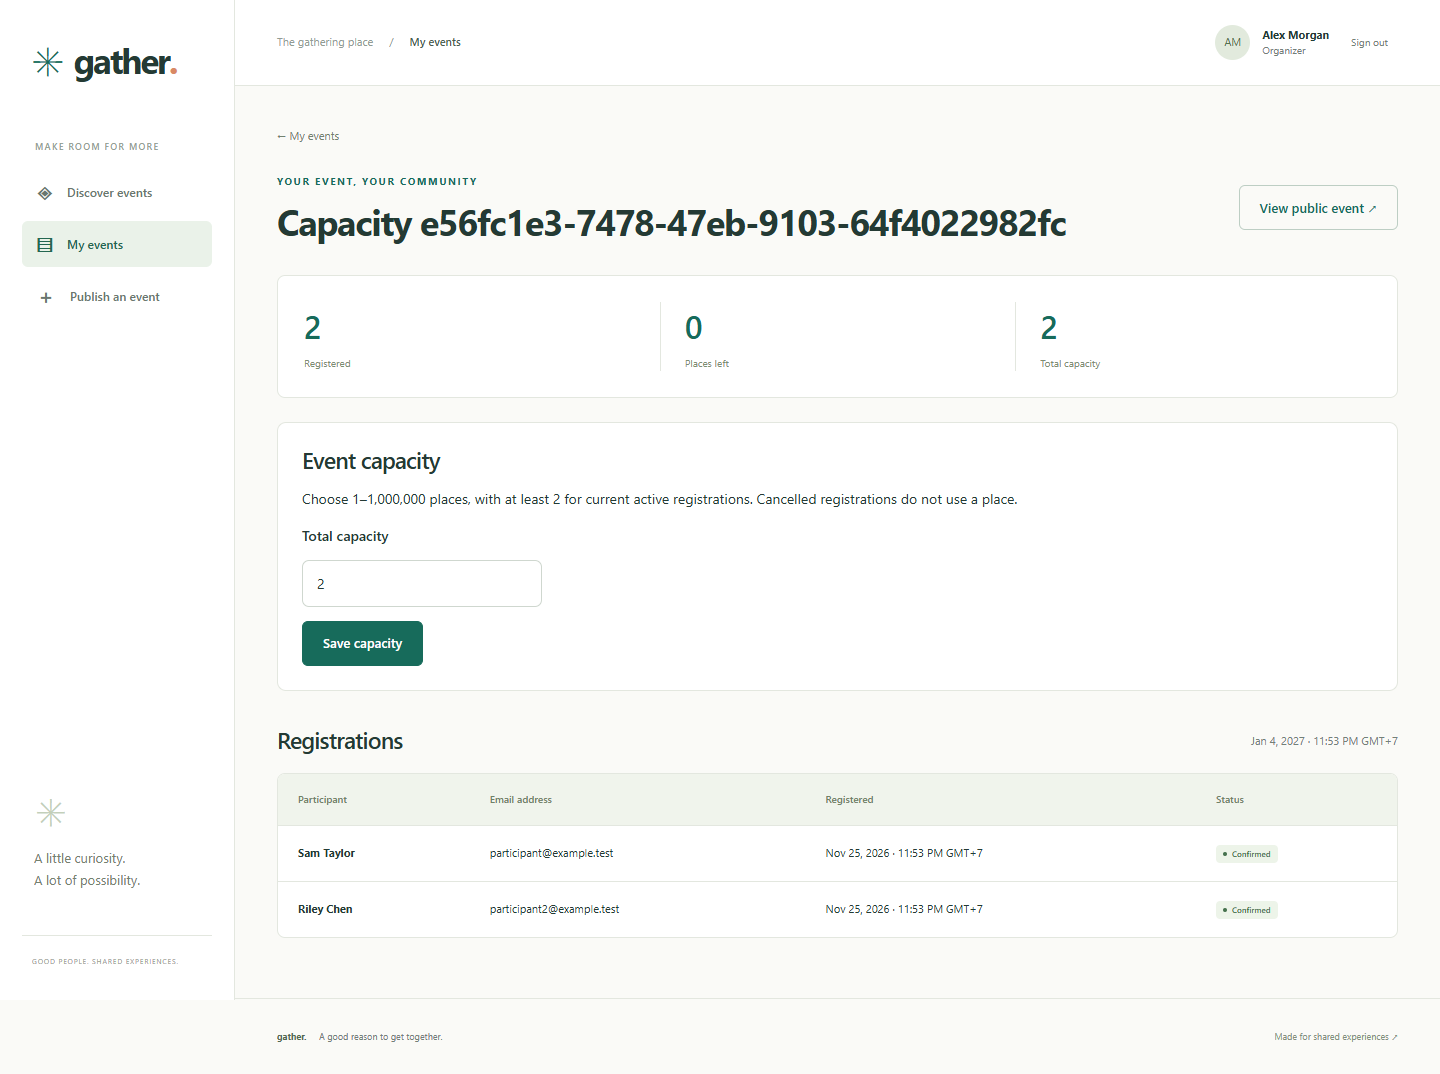 gather.
MAKE ROOM FOR MORE
Discover events
My events
Publish an event
A little curiosity.
A lot of possibility.
GOOD PEOPLE. SHARED EXPERIENCES.
The gathering place / My events
AM
Alex Morgan
Organizer
Sign out
← My events
YOUR EVENT, YOUR COMMUNITY
Capacity e56fc1e3-7478-47eb-9103-64f4022982fc
View public event ↗
2
Registered
0
Places left
2
Total capacity
Event capacity
Choose 1–1,000,000 places, with at least 2 for current active registrations. Cancelled registrations do not use a place.
Total capacity
2
Save capacity
Registrations
Jan 4, 2027 · 11:53 PM GMT+7
Participant Email address Registered Status
Sam Taylor participant@example.test Nov 25, 2026 · 11:53 PM GMT+7 Confirmed
Riley Chen participant2@example.test Nov 25, 2026 · 11:53 PM GMT+7 Confirmed
gather. A good reason to get together.
Made for shared experiences ↗